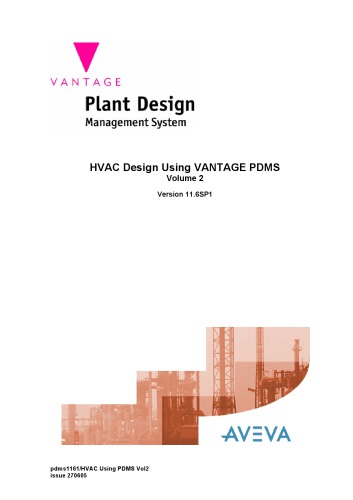 VANTAGE
Plant Design
Management System
HVAC Design Using VANTAGE PDMS
Volume 2
Version 11.6SP1
AVEVA
pdms1161/HVAC Using PDMS Vol2
issue 270605